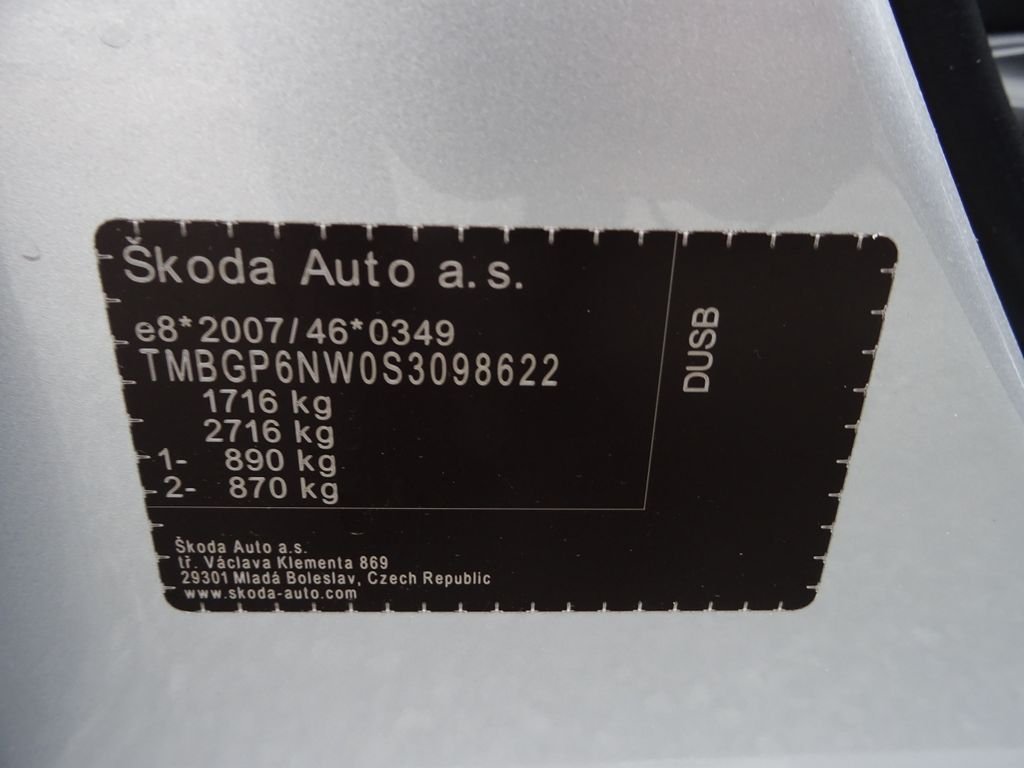 Škoda Auto a.s.
e8*2007/46*0349
TMBGP6NW0S3098622
1716 kg
2716 kg
1- 890 kg
2- 870 kg
DUSB
Škoda Auto a.s.
tř. Václava Klementa 869
29301 Mladá Boleslav, Czech Republic
www.skoda-auto.com